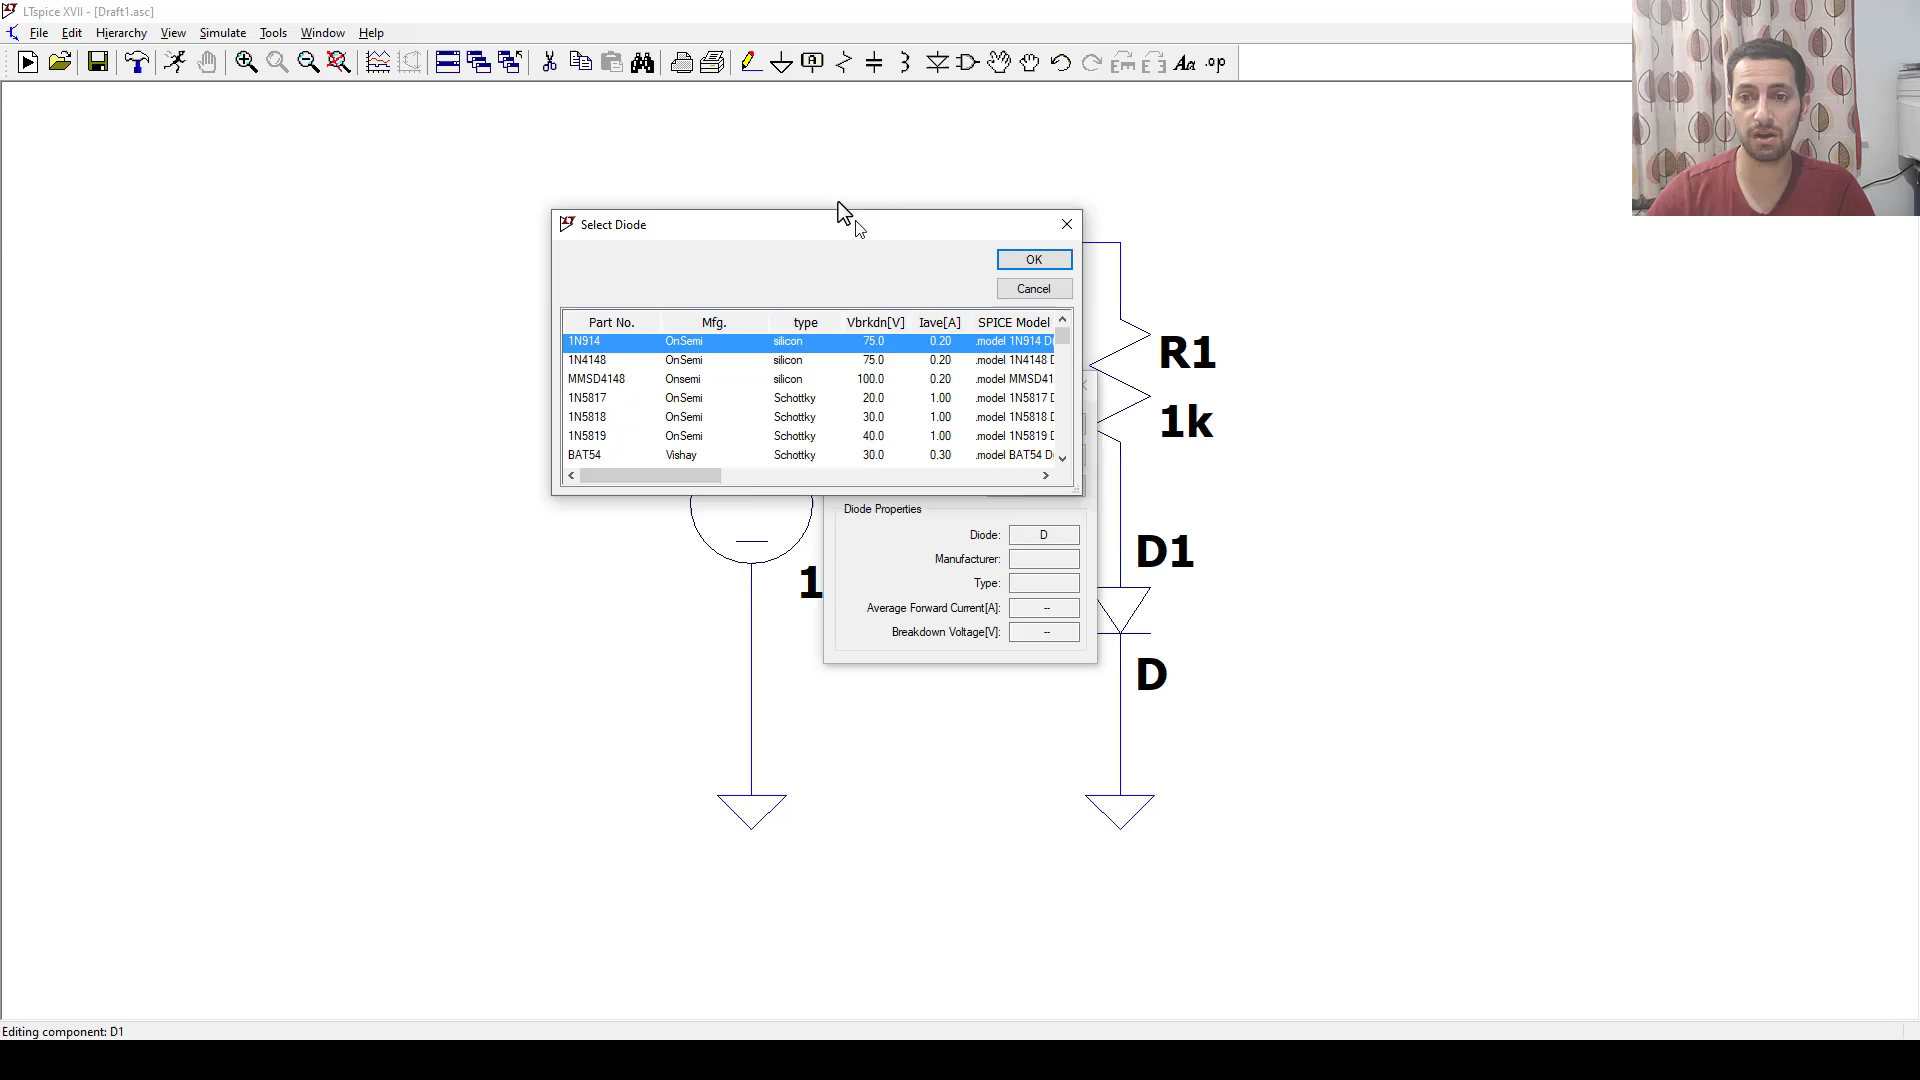 LTspice XVII - [Draft1.asc]
File Edit Hierarchy View Simulate Tools Window Help
Aa .op
Select Diode
OK
Cancel
Part No. Mfg. type Vbrkdn[V] Iave[A] SPICE Model
1N914 OnSemi silicon 75.0 0.20 .model 1N914 D(
1N4148 OnSemi silicon 75.0 0.20 .model 1N4148 D
MMSD4148 Onsemi silicon 100.0 0.20 .model MMSD41
1N5817 OnSemi Schottky 20.0 1.00 .model 1N5817 D
1N5818 OnSemi Schottky 30.0 1.00 .model 1N5818 D
1N5819 OnSemi Schottky 40.0 1.00 .model 1N5819 D
BAT54 Vishay Schottky 30.0 0.30 .model BAT54 D(
R1
1k
Diode Properties
Diode: D
Manufacturer:
Type:
Average Forward Current[A]: --
Breakdown Voltage[V]: --
1
D1
D
Editing component: D1